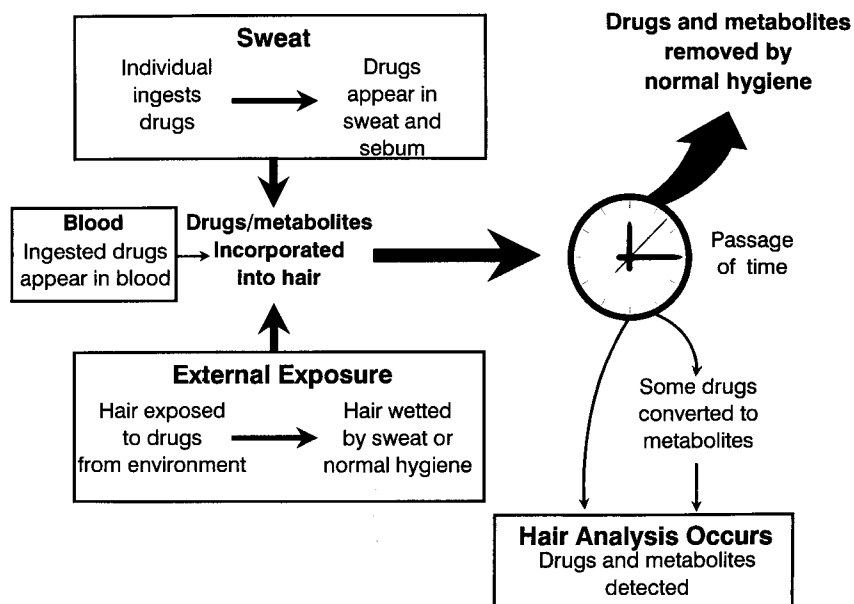 Sweat
Individual
ingests
drugs
Drugs
appear in
sweat and
sebum
Drugs and metabolites
removed by
normal hygiene
Blood
Ingested drugs
appear in blood
Drugs/metabolites
Incorporated
into hair
Passage
of time
External Exposure
Hair exposed
to drugs
from environment
Hair wetted
by sweat or
normal hygiene
Some drugs
converted to
metabolites
Hair Analysis Occurs
Drugs and metabolites
detected